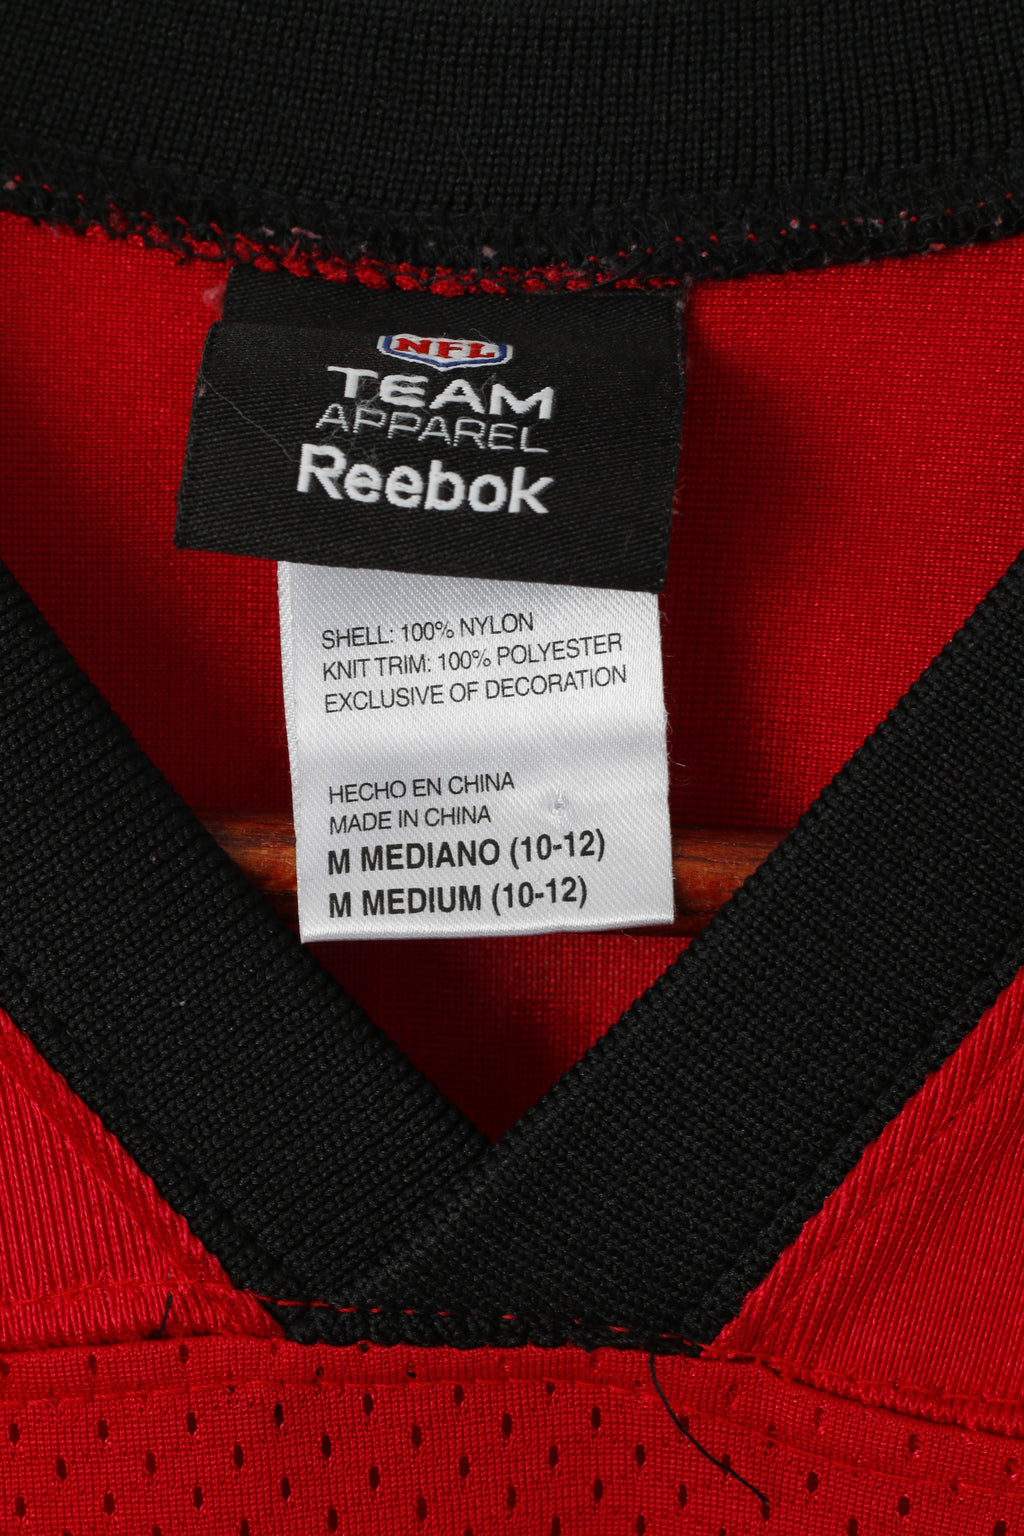 NFL
TEAM
APPAREL
Reebok
SHELL: 100% NYLON
KNIT TRIM: 100% POLYESTER
EXCLUSIVE OF DECORATION
HECHO EN CHINA
MADE IN CHINA
M MEDIANO (10-12)
M MEDIUM (10-12)